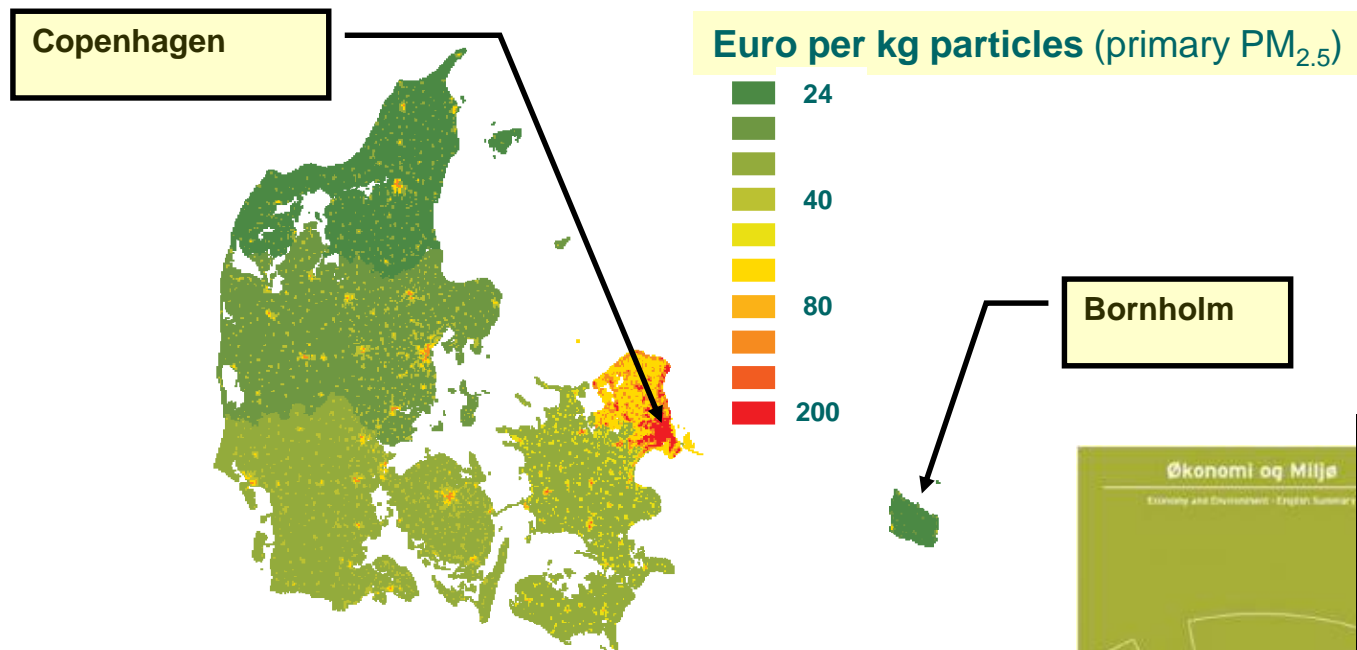 Copenhagen
Euro per kg particles (primary PM2.5)
24
40
80
200
Bornholm
Økonomi og Miljø
Economy and Environment - English Summary